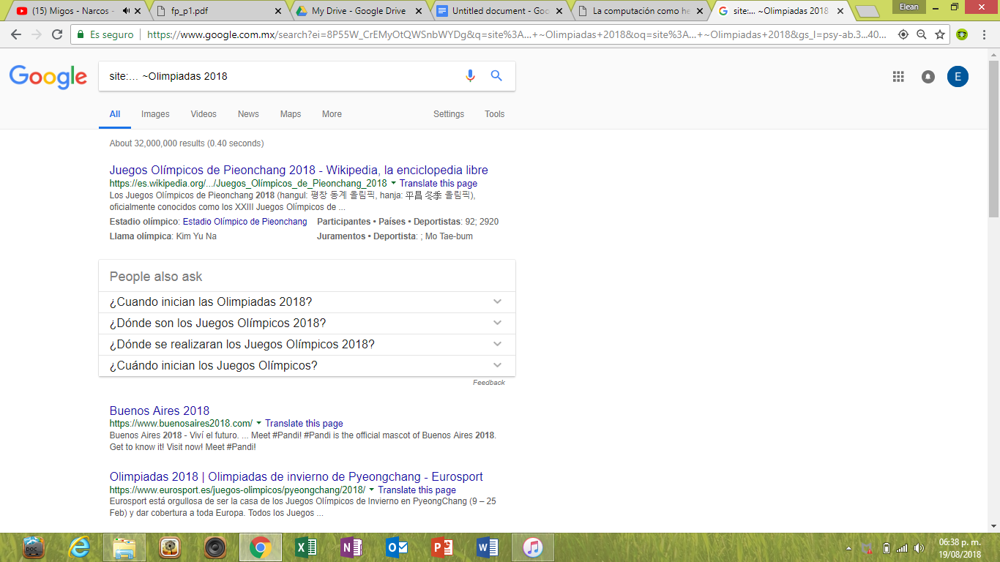 (15) Migos - Narcos -
fp_p1.pdf
My Drive - Google Drive
Untitled document - Goo
La computación como he
site:... ~Olimpiadas 2018
Elean
Es seguro
https://www.google.com.mx/search?ei=8P55W_CrEMyOtQWSnbWYDg&q=site%3A...+~Olimpiadas+2018&oq=site%3A...+~Olimpiadas+2018&gs_l=psy-ab.3...40...
Google
site:... ~Olimpiadas 2018
E
All Images Videos News Maps More Settings Tools
About 32,000,000 results (0.40 seconds)
Juegos Olímpicos de Pieonchang 2018 - Wikipedia, la enciclopedia libre
https://es.wikipedia.org/.../Juegos_Olímpicos_de_Pieonchang_2018 Translate this page
Los Juegos Olímpicos de Pieonchang 2018 (hangul: 평창 동계 올림픽, hanja: 平昌 冬季 올림픽),
oficialmente conocidos como los XXIII Juegos Olímpicos de ...
Estadio olímpico: Estadio Olímpico de Pieonchang Participantes • Países • Deportistas: 92; 2920
Llama olímpica: Kim Yu Na Juramentos • Deportista: ; Mo Tae-bum
People also ask
¿Cuando inician las Olimpiadas 2018?
¿Dónde son los Juegos Olímpicos 2018?
¿Dónde se realizaran los Juegos Olímpicos 2018?
¿Cuándo inician los Juegos Olímpicos?
Feedback
Buenos Aires 2018
https://www.buenosaires2018.com/ Translate this page
Buenos Aires 2018 - Viví el futuro. ... Meet #Pandi! #Pandi is the official mascot of Buenos Aires 2018.
Get to know it! Visit now! Meet #Pandi!
Olimpiadas 2018 | Olimpiadas de invierno de Pyeongchang - Eurosport
https://www.eurosport.es/juegos-olimpicos/pyeongchang/2018/ Translate this page
Eurosport está orgullosa de ser la casa de los Juegos Olímpicos de Invierno en PyeongChang (9 – 25
Feb) y dar cobertura a toda Europa. Todos los Juegos ...
DOC
06:38 p. m.
19/08/2018